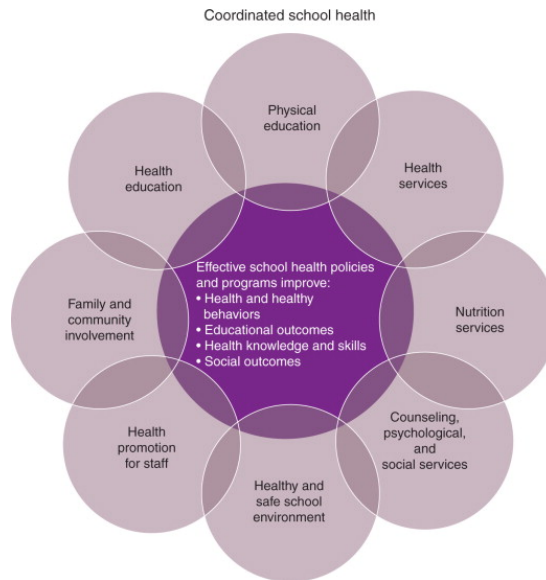 Coordinated school health
Physical
education
Health
education
Health
services
Effective school health policies
and programs improve:
• Health and healthy
behaviors
• Educational outcomes
• Health knowledge and skills
• Social outcomes
Family and
community
involvement
Nutrition
services
Health
promotion
for staff
Counseling,
psychological,
and
social services
Healthy and
safe school
environment